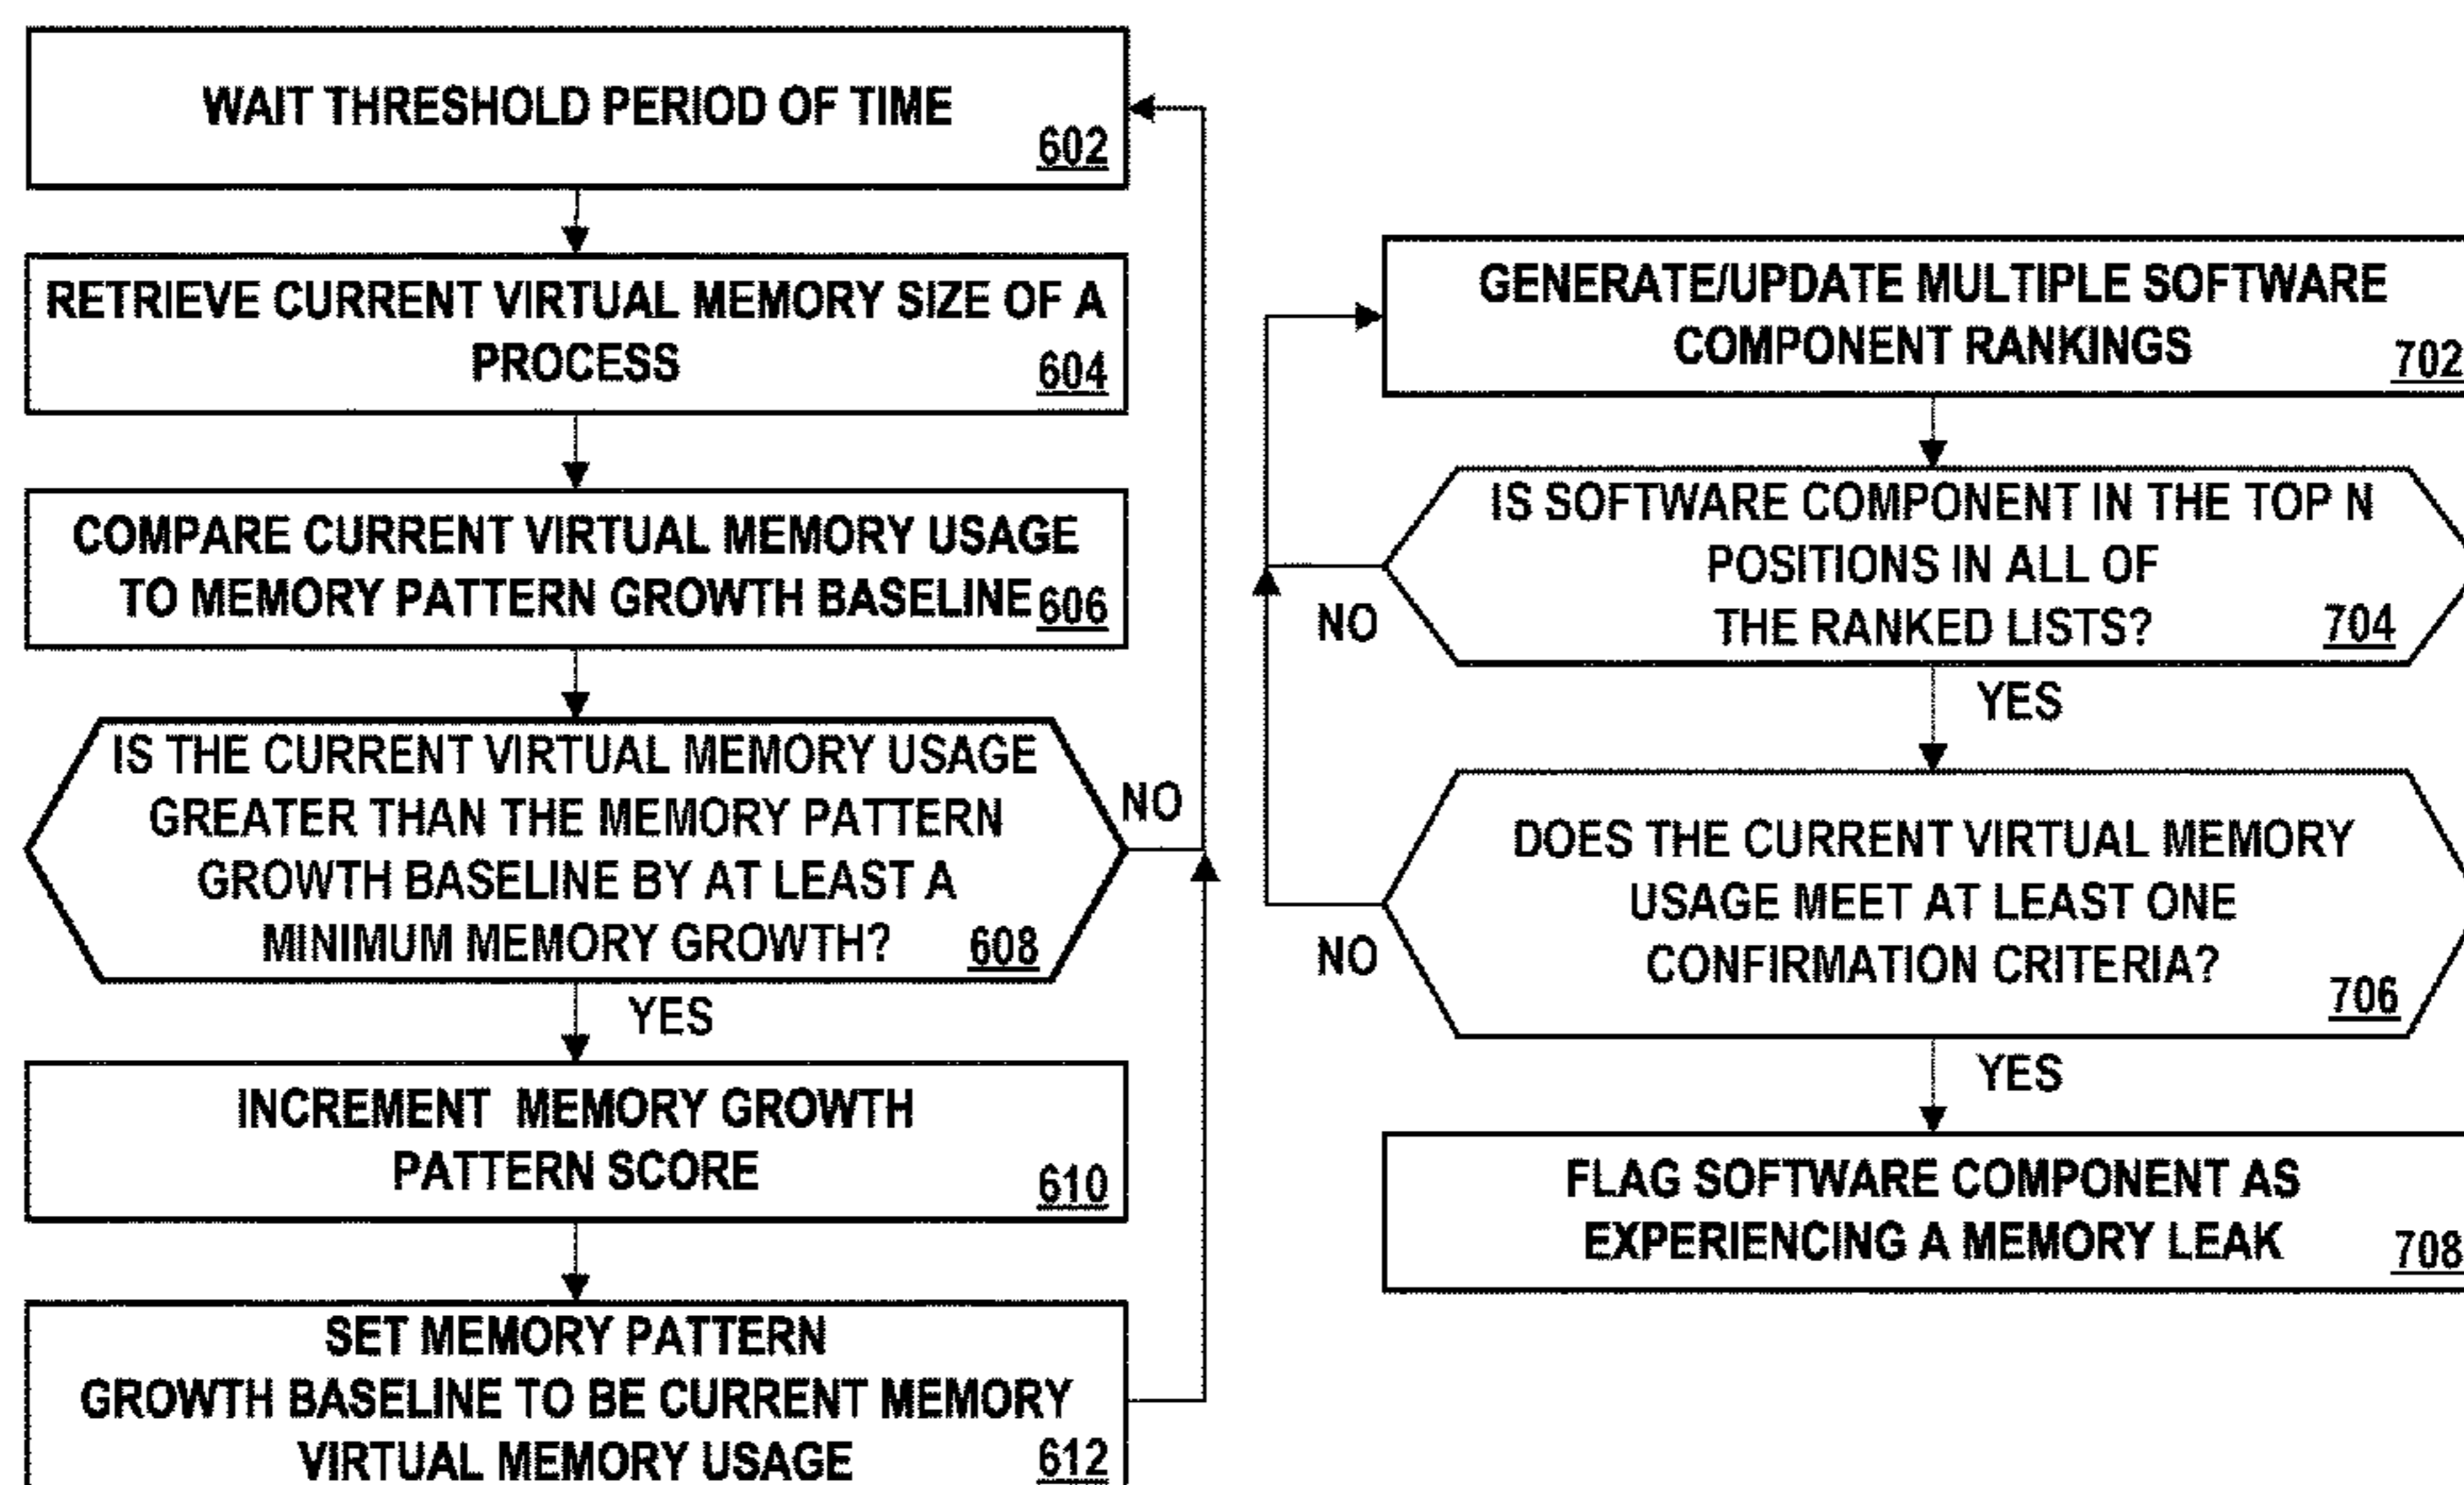 WAIT THRESHOLD PERIOD OF TIME
602
RETRIEVE CURRENT VIRTUAL MEMORY SIZE OF A
PROCESS
604
COMPARE CURRENT VIRTUAL MEMORY USAGE
TO MEMORY PATTERN GROWTH BASELINE 606
IS THE CURRENT VIRTUAL MEMORY USAGE
GREATER THAN THE MEMORY PATTERN
GROWTH BASELINE BY AT LEAST A
MINIMUM MEMORY GROWTH? 608
NO
YES
INCREMENT MEMORY GROWTH
PATTERN SCORE
610
SET MEMORY PATTERN
GROWTH BASELINE TO BE CURRENT MEMORY
VIRTUAL MEMORY USAGE 612
GENERATE/UPDATE MULTIPLE SOFTWARE
COMPONENT RANKINGS 702
IS SOFTWARE COMPONENT IN THE TOP N
POSITIONS IN ALL OF
THE RANKED LISTS? 704
NO
YES
DOES THE CURRENT VIRTUAL MEMORY
USAGE MEET AT LEAST ONE
CONFIRMATION CRITERIA?
706
NO
YES
FLAG SOFTWARE COMPONENT AS
EXPERIENCING A MEMORY LEAK 708